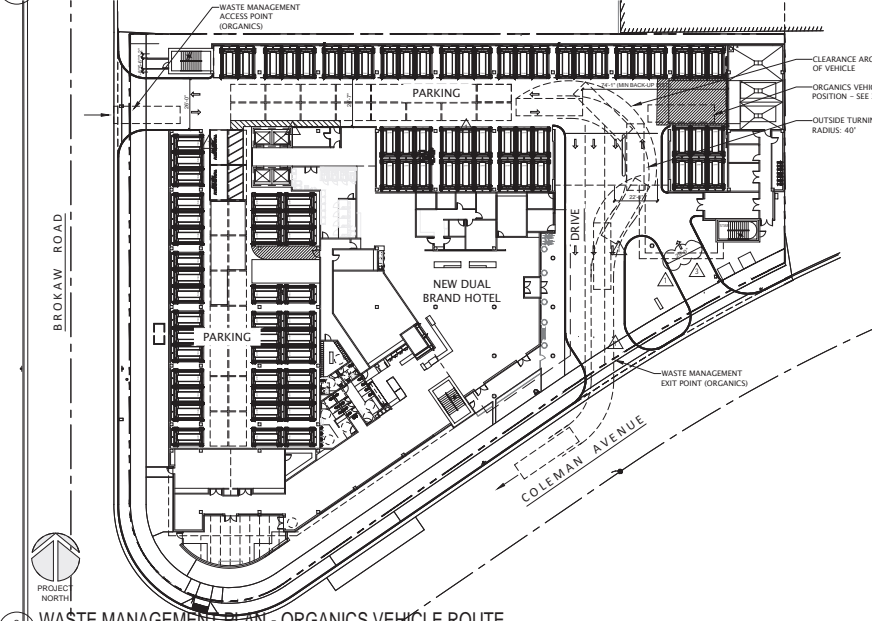 WASTE MANAGEMENT
ACCESS POINT
(ORGANICS)
CLEARANCE ARC
OF VEHICLE
24'-1" (MIN BACK-UP
PARKING
ORGANICS VEHIC
POSITION - SEE
OUTSIDE TURNIN
RADIUS: 40'
26'-0"
BROKAW ROAD
DRIVE
NEW DUAL
BRAND HOTEL
PARKING
WASTE MANAGEMENT
EXIT POINT (ORGANICS)
COLEMAN AVENUE
PROJECT
NORTH
WASTE MANAGEMENT PLAN - ORGANICS VEHICLE ROUTE